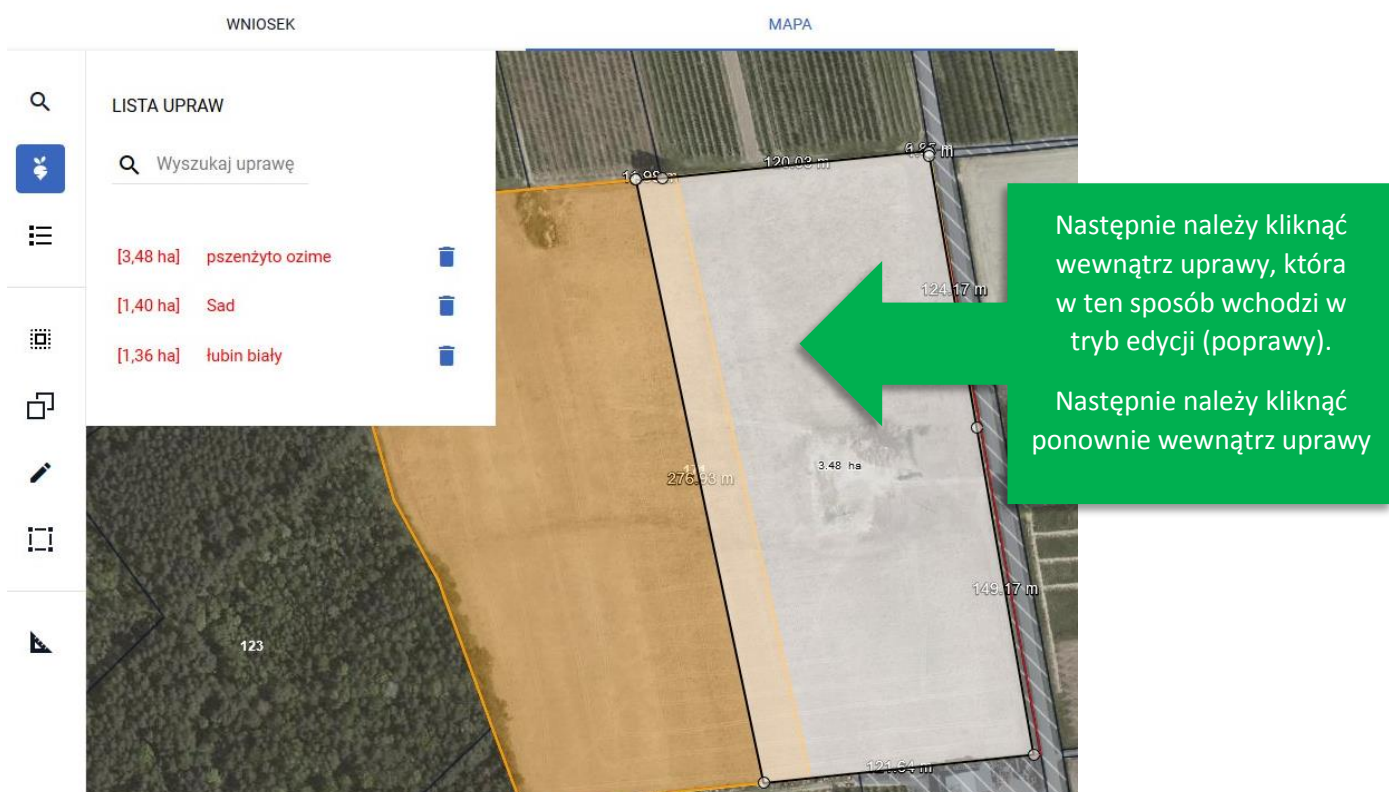 WNIOSEK
MAPA
LISTA UPRAW
Wyszukaj uprawę
[3,48 ha] pszenżyto ozime
[1,40 ha] Sad
[1,36 ha] łubin biały
120.03 m
124.17 m
276.93 m
3.48 ha
149.17 m
123
121.64 m
Następnie należy kliknąć
wewnątrz uprawy, która
w ten sposób wchodzi w
tryb edycji (poprawy).
Następnie należy kliknąć
ponownie wewnątrz uprawy